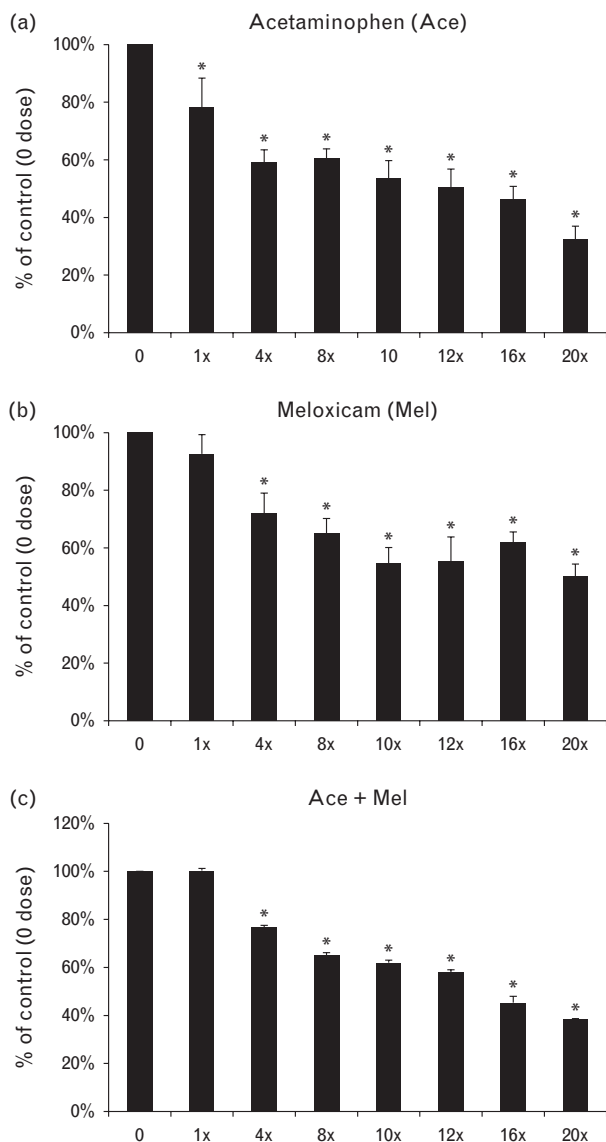 (a)
Acetaminophen (Ace)
% of control (0 dose)
100%
80%
60%
40%
20%
0%
* * * * * * *
0 1x 4x 8x 10 12x 16x 20x
(b)
Meloxicam (Mel)
% of control (0 dose)
100%
80%
60%
40%
20%
0%
* * * * * *
0 1x 4x 8x 10x 12x 16x 20x
(c)
Ace + Mel
% of control (0 dose)
120%
100%
80%
60%
40%
20%
0%
* * * * * *
0 1x 4x 8x 10x 12x 16x 20x